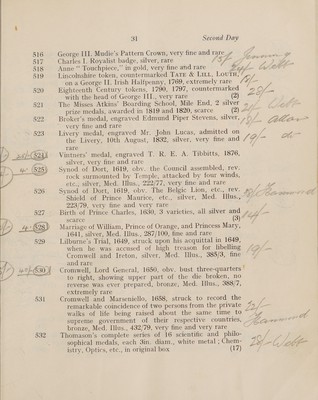 31 Second Day
516 George III. Mudie's Pattern Crown, very fine and rare
517 Charles I. Royalist badge, silver, rare
518 Anne " Touchpiece," in gold, very fine and rare
519 Lincolnshire token, countermarked TATE & LILL, LOUTH,
on a George II. Irish Halfpenny, 1769, extremely rare
520 Eighteenth Century tokens, 1790, 1797, countermarked
with the head of George III., very rare (2)
521 The Misses Atkins' Boarding School, Mile End, 2 silver
prize medals, awarded in 1819 and 1820, scarce (2)
522 Broker's medal, engraved Edmund Piper Stevens, silver,
very fine and rare
523 Livery medal, engraved Mr. John Lucas, admitted on
the Livery, 10th August, 1832, silver, very fine and
rare
524 Vintners' medal, engraved T. R. E. A. Tibbitts, 1876,
silver, very fine and rare
525 Synod of Dort, 1619, obv. the Council assembled, rev.
rock surmounted by Temple, attacked by four winds,
etc., silver, Med. Illus., 222/77, very fine and rare
526 Synod of Dort, 1619, obv. The Belgic Lion, etc., rev.
Shield of Prince Maurice, etc., silver, Med. Illus.,
223/79, very fine and very rare
527 Birth of Prince Charles, 1630, 3 varieties, all silver and
scarce (3)
528 Marriage of William, Prince of Orange, and Princess Mary,
1641, silver, Med. Illus., 287/100, fine and rare
529 Lilburne's Trial, 1649, struck upon his acquittal in 1649,
when he was accused of high treason for libelling
Cromwell and Ireton, silver, Med. Illus., 385/3, fine
and rare
530 Cromwell, Lord General, 1650, obv. bust three-quarters
to right, showing upper part of the body, no
reverse was ever prepared, bronze, Med. Illus., 388/7,
extremely rare
531 Cromwell and Marseniello, 1658, struck to record the
remarkable coincidence of two persons from the private
walks of life being raised about the same time to
supreme government of their respective countries,
bronze, Med. Illus., 432/79, very fine and very rare
532 Thomason's complete series of 16 scientific and philo-
sophical medals, each 3in. diam., white metal ; Chem-
istry, Optics, etc., in original box (17)